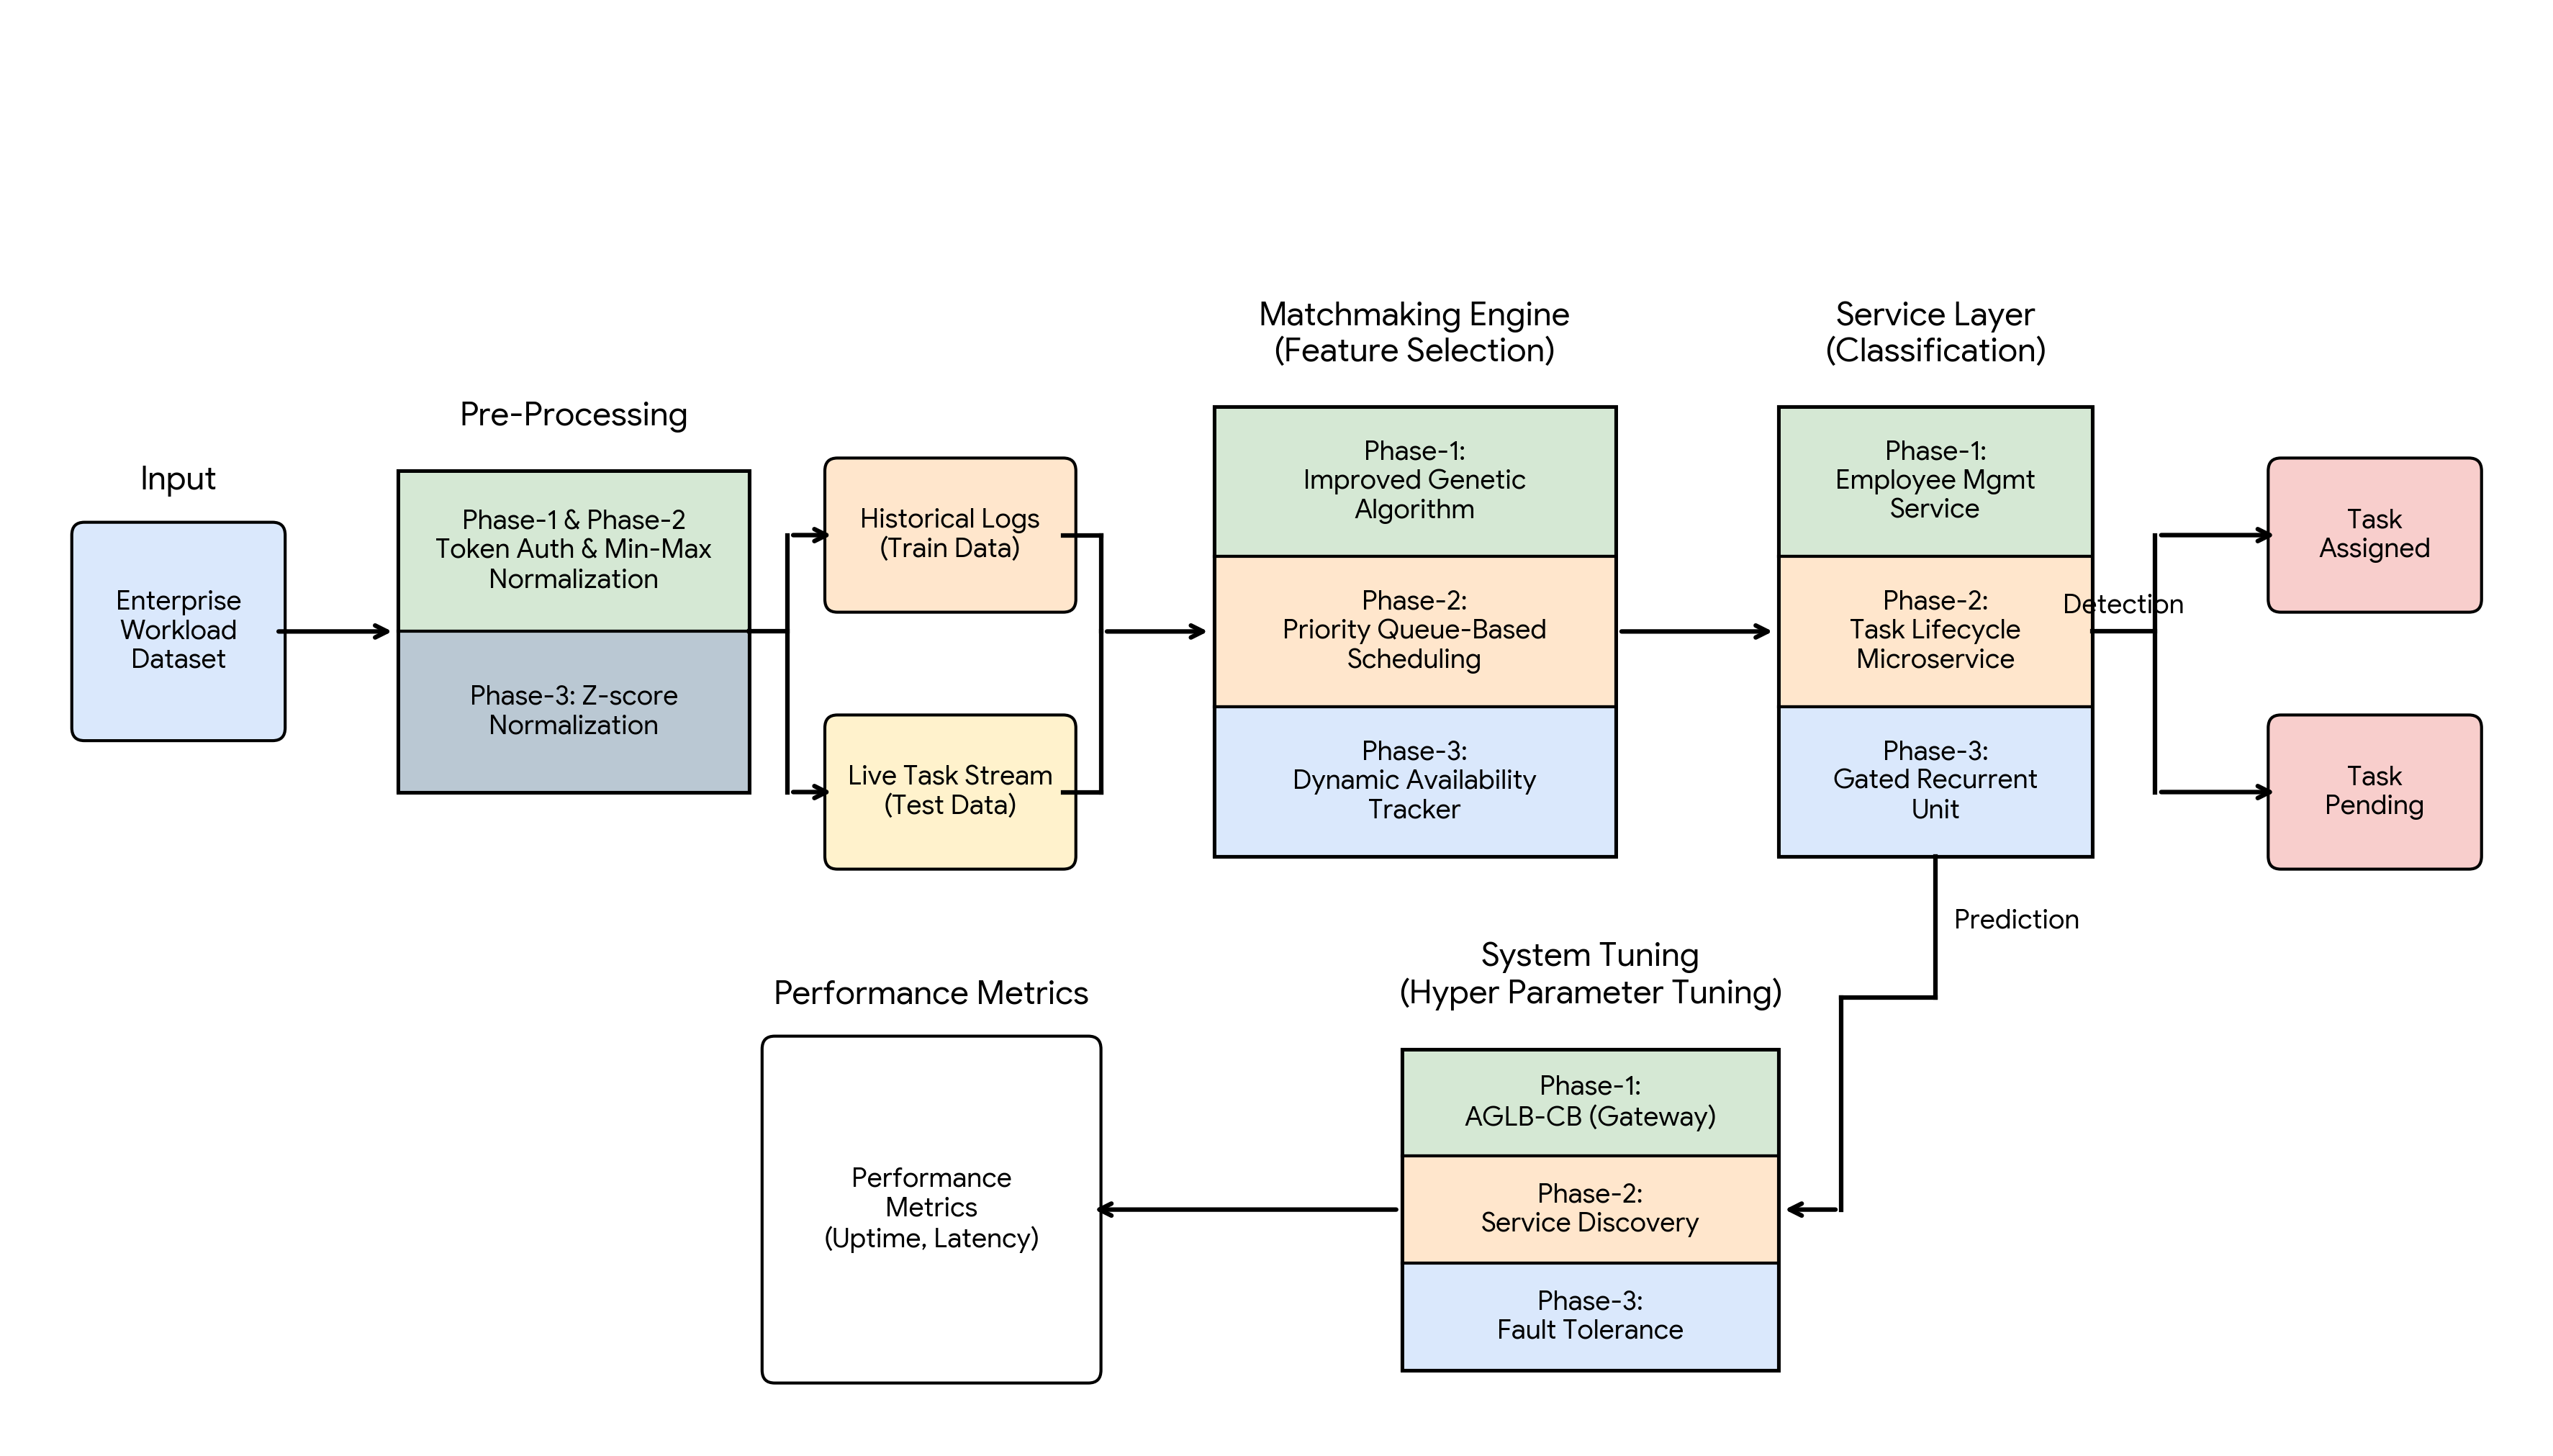 Input
Enterprise
Workload
Dataset
Pre-Processing
Phase-1 & Phase-2
Token Auth & Min-Max
Normalization
Phase-3: Z-score
Normalization
Historical Logs
(Train Data)
Live Task Stream
(Test Data)
Matchmaking Engine
(Feature Selection)
Phase-1:
Improved Genetic
Algorithm
Phase-2:
Priority Queue-Based
Scheduling
Phase-3:
Dynamic Availability
Tracker
Service Layer
(Classification)
Phase-1:
Employee Mgmt
Service
Phase-2:
Task Lifecycle
Microservice
Phase-3:
Gated Recurrent
Unit
Detection
Task
Assigned
Task
Pending
Prediction
System Tuning
(Hyper Parameter Tuning)
Phase-1:
AGLB-CB (Gateway)
Phase-2:
Service Discovery
Phase-3:
Fault Tolerance
Performance Metrics
Performance
Metrics
(Uptime, Latency)